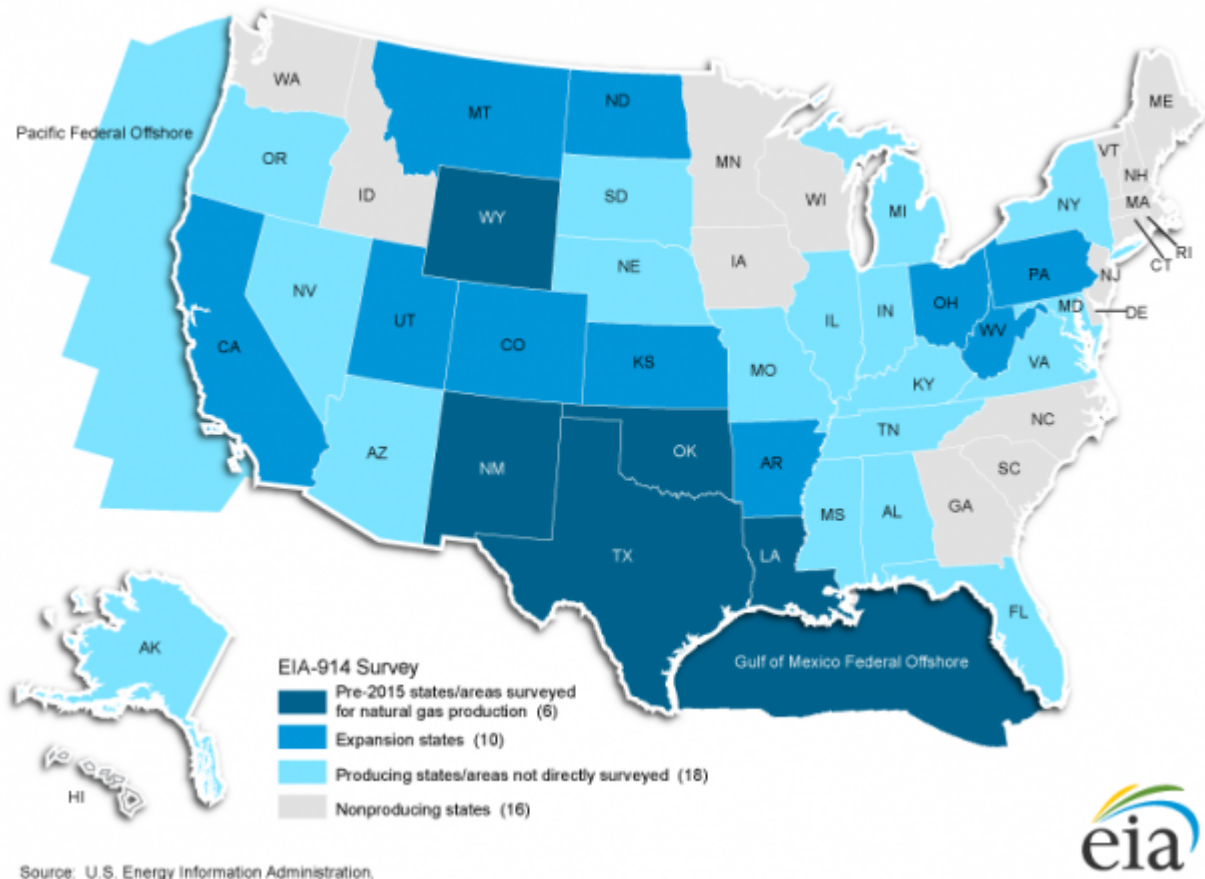 WA
MT
ND
MN
ME
Pacific Federal Offshore
OR
ID
WY
SD
WI
MI
VT
NH
NY
MA
RI
CT
NV
UT
CO
NE
IA
IL
IN
OH
PA
NJ
MD
DE
WV
VA
CA
KS
MO
KY
AZ
NM
OK
AR
TN
NC
SC
TX
LA
MS
AL
GA
FL
Gulf of Mexico Federal Offshore
AK
HI
EIA-914 Survey
Pre-2015 states/areas surveyed
for natural gas production (6)
Expansion states (10)
Producing states/areas not directly surveyed (18)
Nonproducing states (16)
eia
Source: U.S. Energy Information Administration.